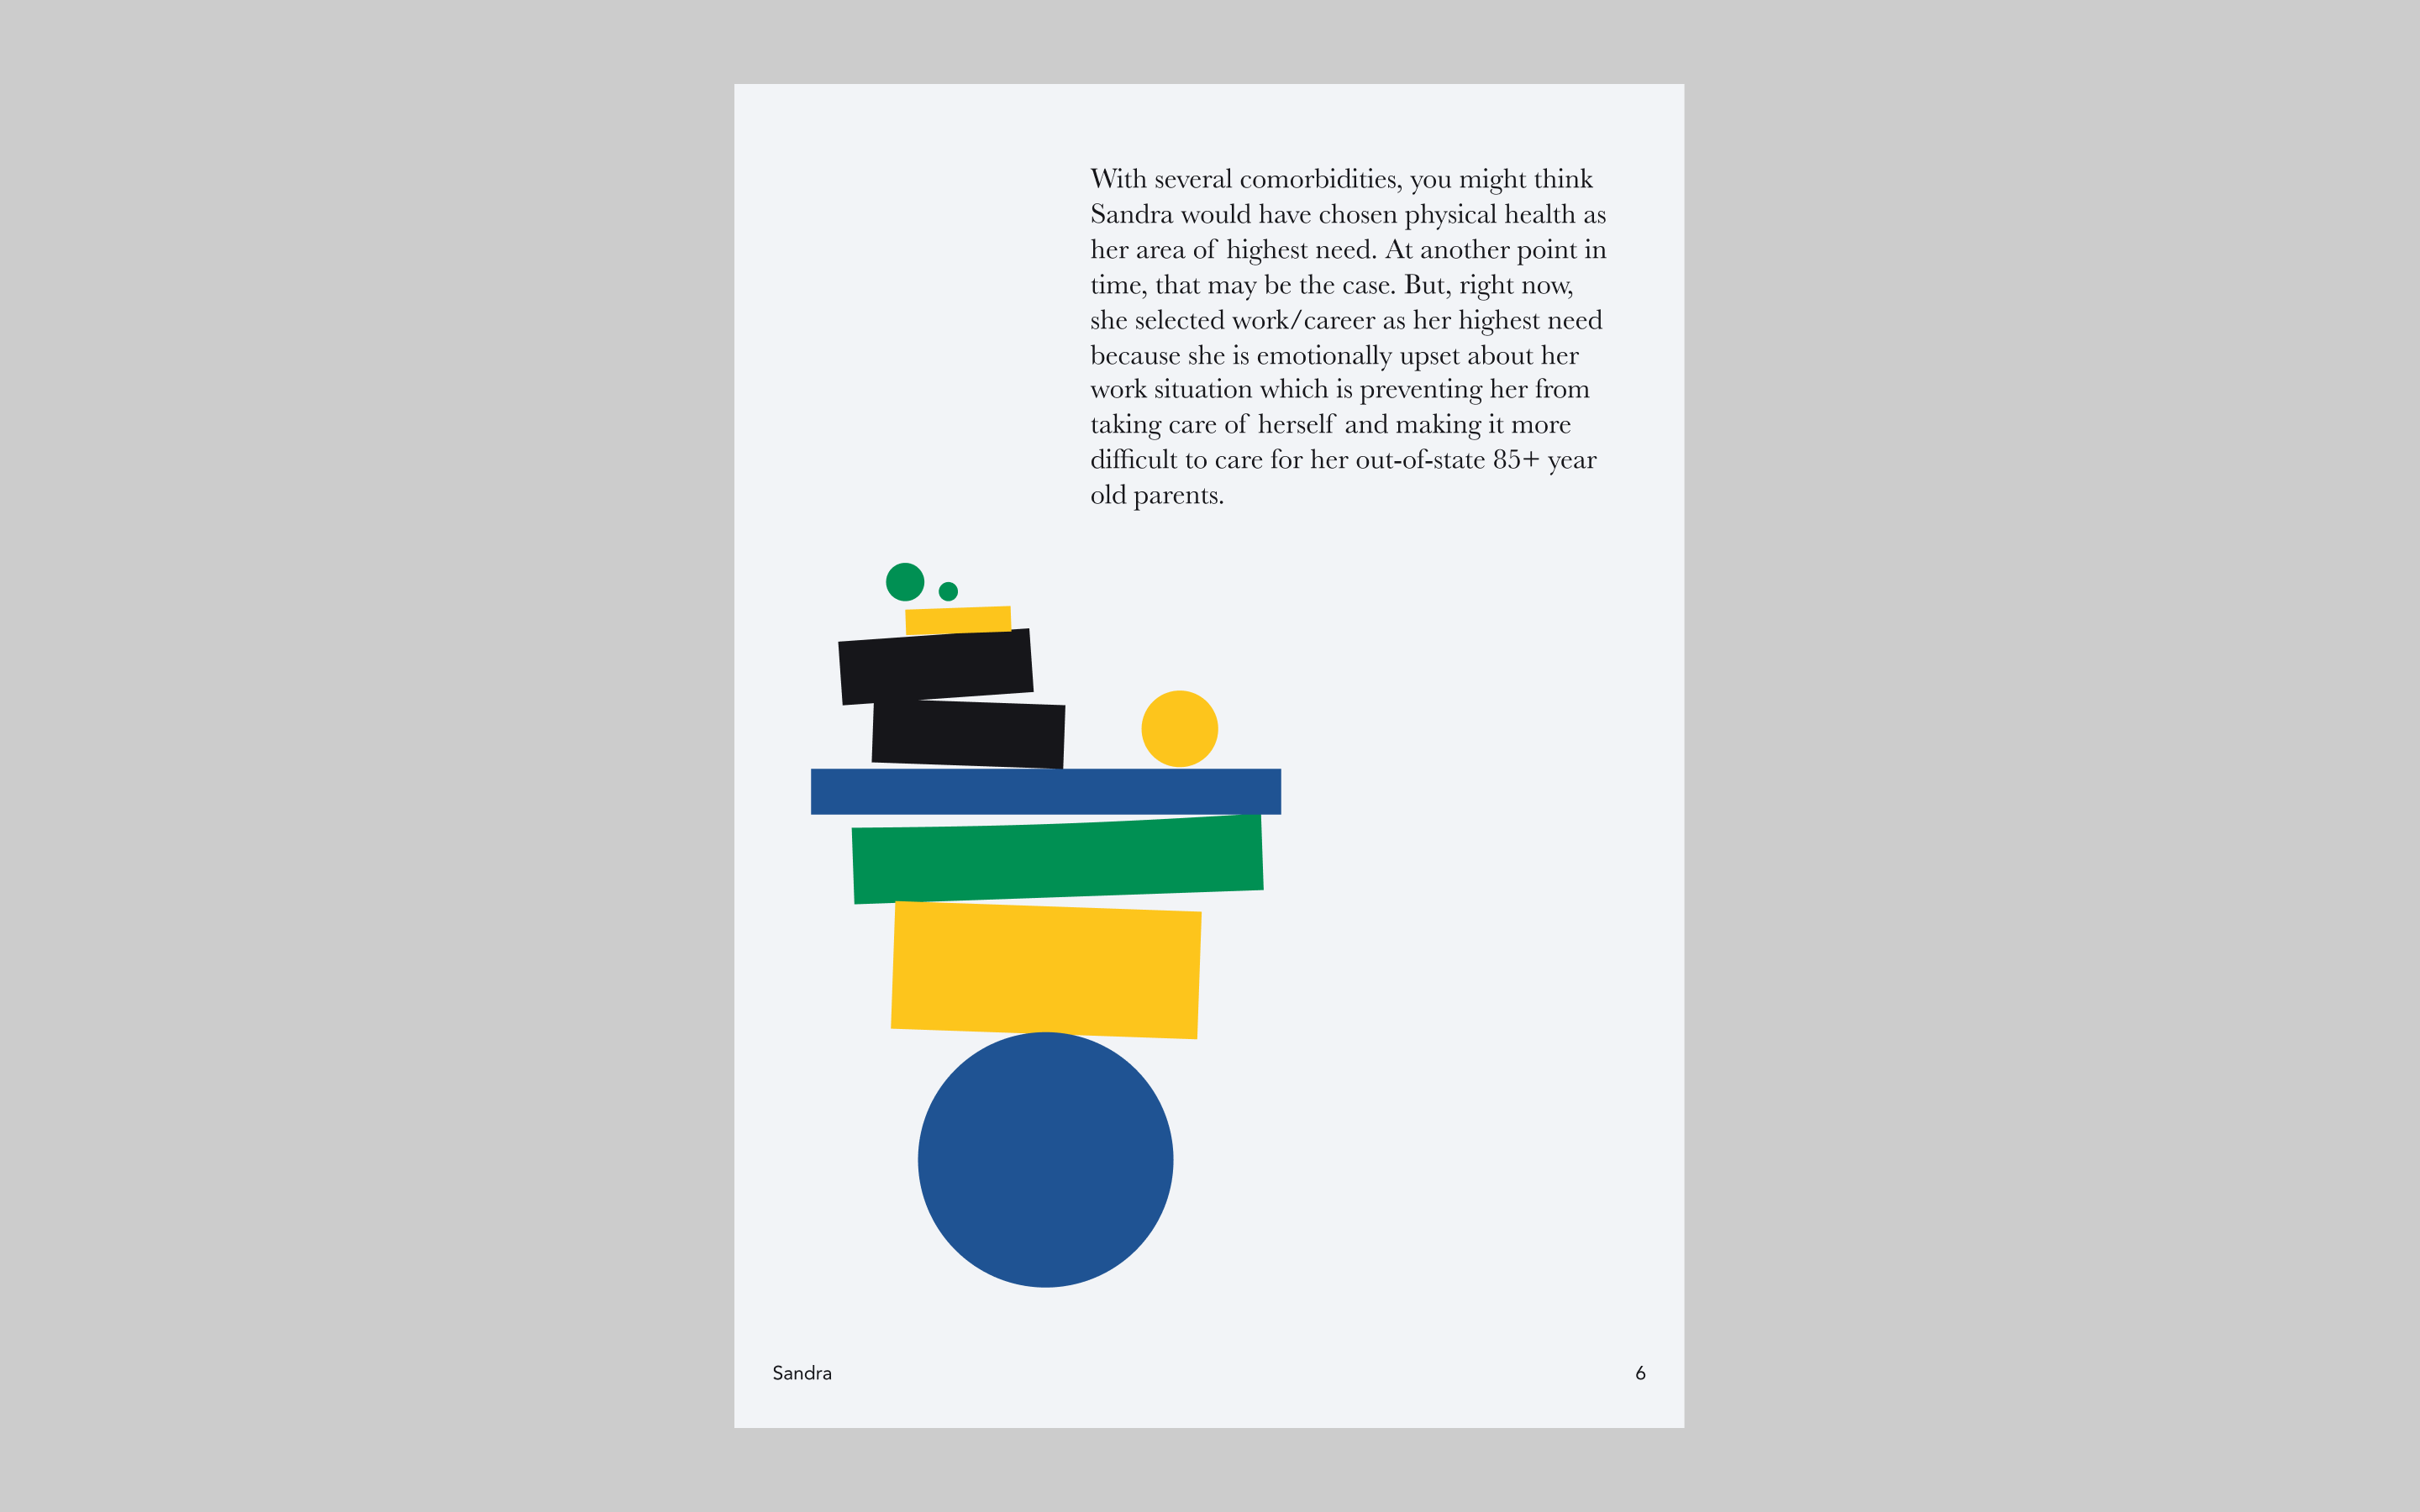 With several comorbidities, you might think
Sandra would have chosen physical health as
her area of highest need. At another point in
time, that may be the case. But, right now,
she selected work/career as her highest need
because she is emotionally upset about her
work situation which is preventing her from
taking care of herself and making it more
difficult to care for her out-of-state 85+ year
old parents.
Sandra
6